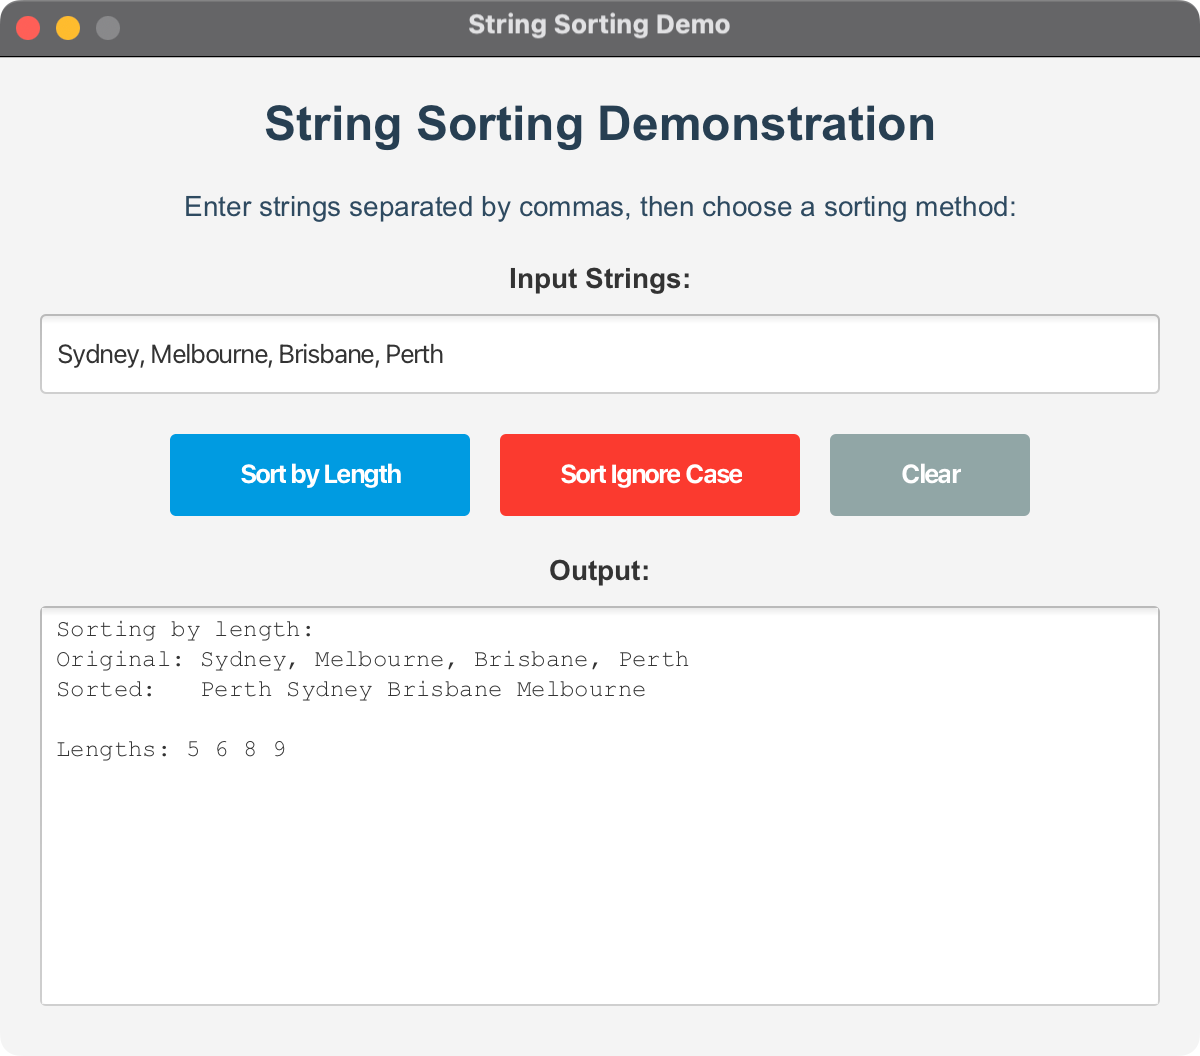 String Sorting Demo
String Sorting Demonstration
Enter strings separated by commas, then choose a sorting method:
Input Strings:
Sydney, Melbourne, Brisbane, Perth
Sort by Length
Sort Ignore Case
Clear
Output:
Sorting by length:
Original: Sydney, Melbourne, Brisbane, Perth
Sorted:   Perth Sydney Brisbane Melbourne
Lengths: 5 6 8 9